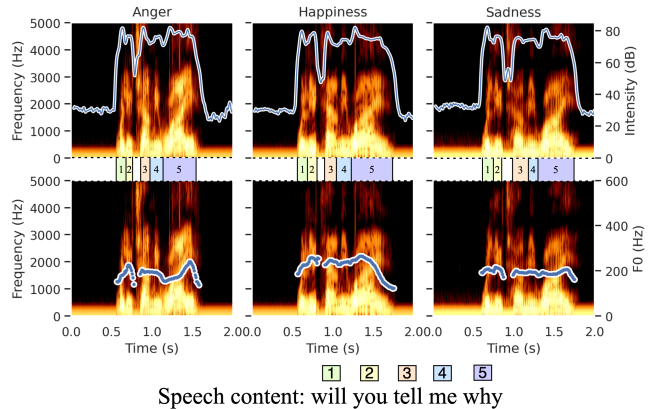 Anger Happiness Sadness
5000 80
4000 60
3000
2000 40
1000 20
0 0
Frequency (Hz) Intensity (dB)
1 2 3 4 5 1 2 3 4 5 1 2 3 4 5
5000 600
4000 400
3000
2000 200
1000
0 0
Frequency (Hz) F0 (Hz)
0.0 0.5 1.0 1.5 2.0 0.0 0.5 1.0 1.5 2.0 0.0 0.5 1.0 1.5 2.0
Time (s) Time (s) Time (s)
1 2 3 4 5
Speech content: will you tell me why